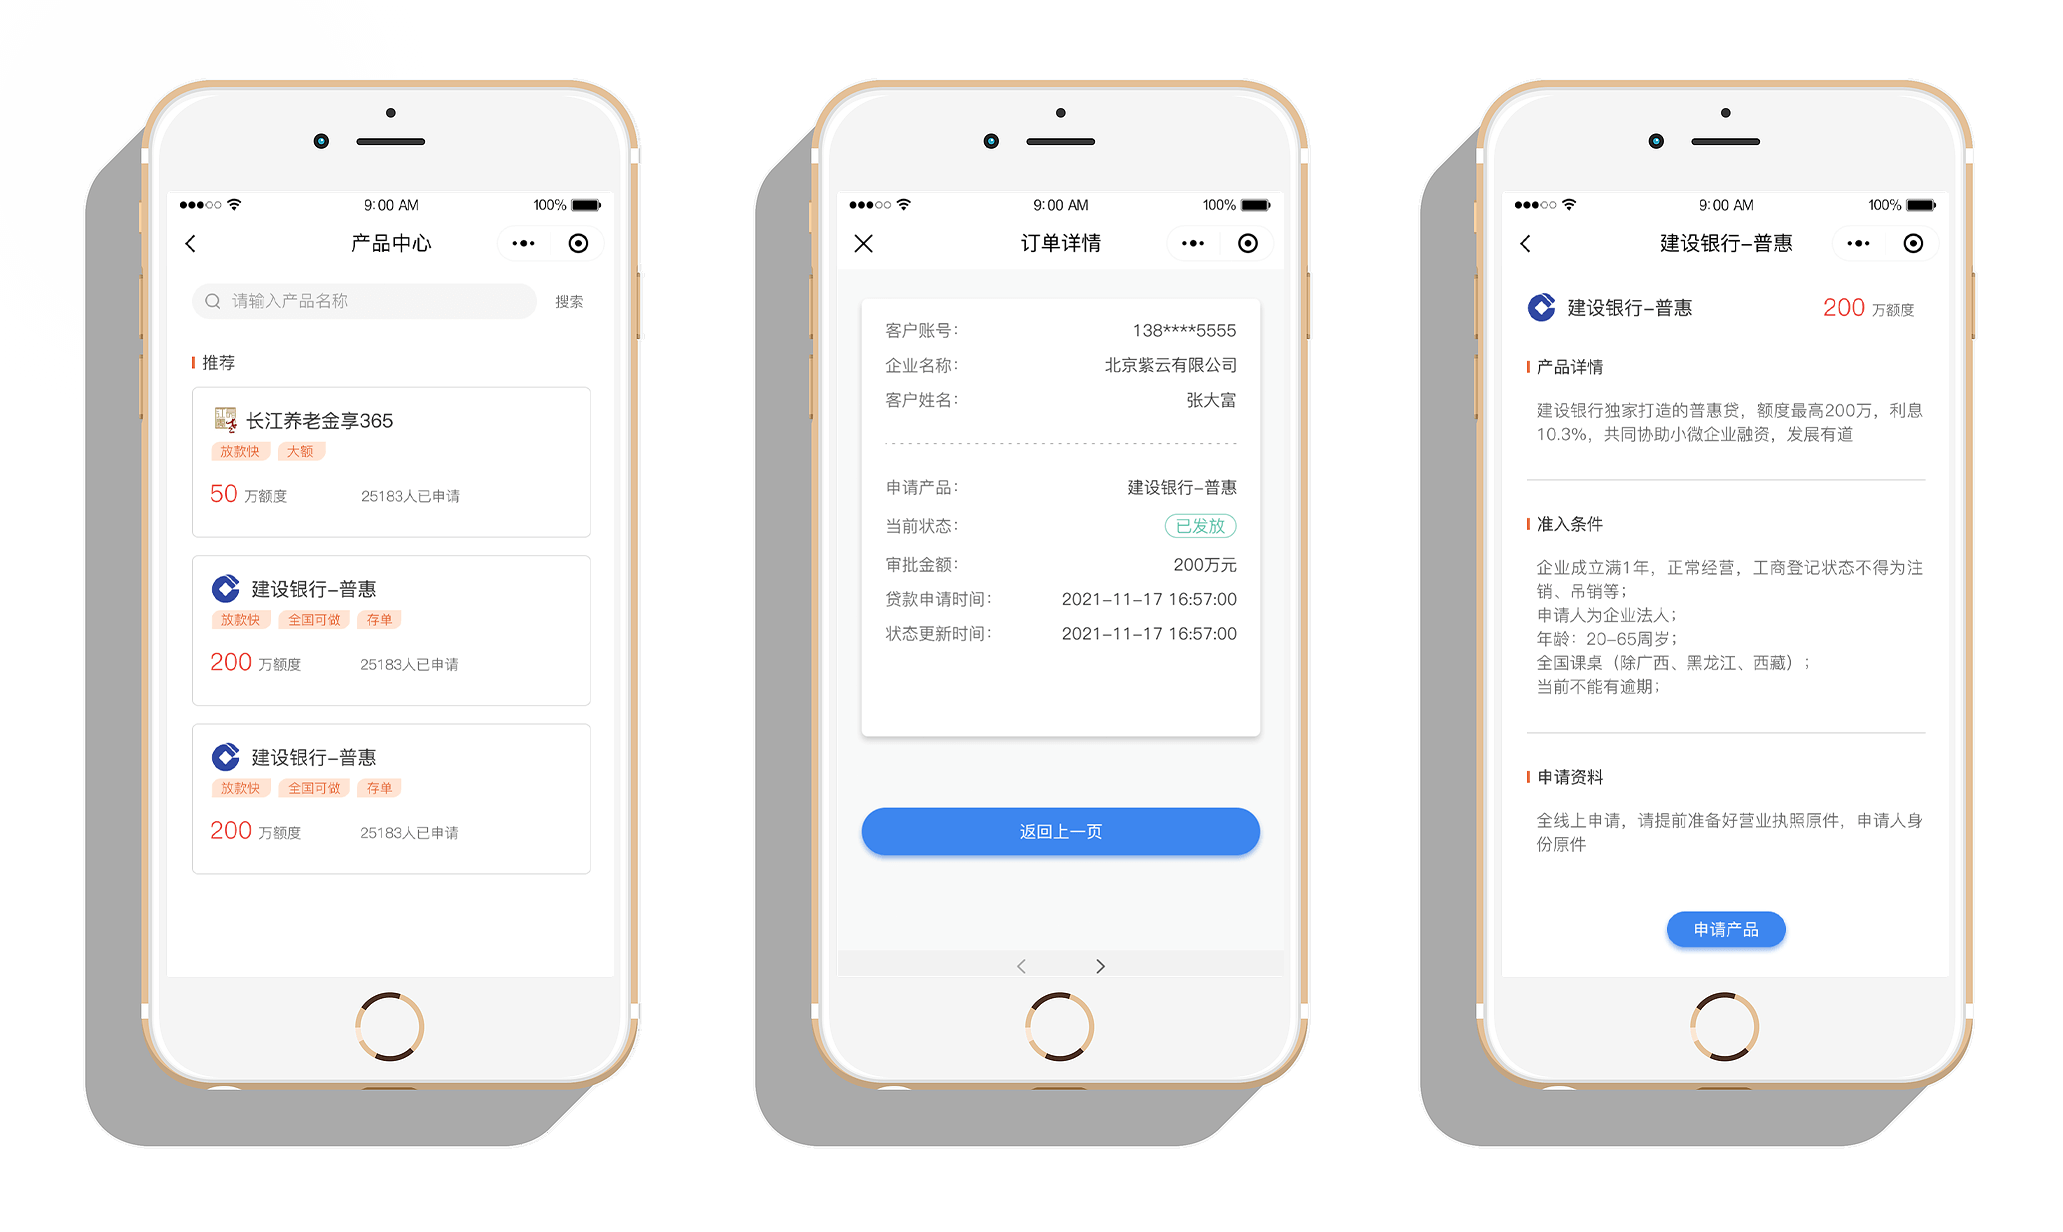 9:00 AM
100%
产品中心
请输入产品名称
搜索
推荐
长江养老金享365
放款快 大额
50 万额度 25183人已申请
建设银行-普惠
放款快 全国可做 存单
200 万额度 25183人已申请
建设银行-普惠
放款快 全国可做 存单
200 万额度 25183人已申请
9:00 AM
100%
订单详情
客户账号: 138****5555
企业名称: 北京紫云有限公司
客户姓名: 张大富
申请产品: 建设银行-普惠
当前状态: 已发放
审批金额: 200万元
贷款申请时间: 2021-11-17 16:57:00
状态更新时间: 2021-11-17 16:57:00
返回上一页
9:00 AM
100%
建设银行-普惠
建设银行-普惠 200 万额度
产品详情
建设银行独家打造的普惠贷，额度最高200万，利息
10.3%，共同协助小微企业融资，发展有道
准入条件
企业成立满1年，正常经营，工商登记状态不得为注
销、吊销等；
申请人为企业法人；
年龄：20-65周岁；
全国课桌（除广西、黑龙江、西藏）；
当前不能有逾期；
申请资料
全线上申请，请提前准备好营业执照原件，申请人身
份原件
申请产品